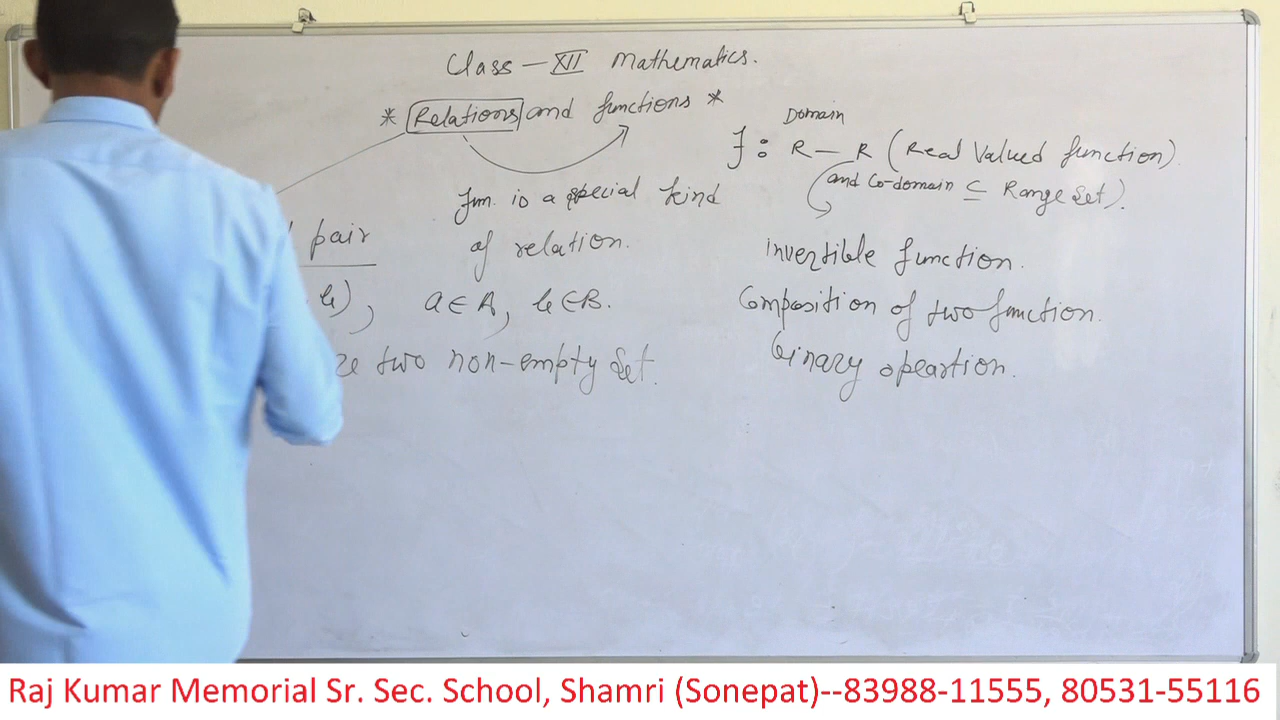 Class - XII Mathematics.
* Relations and functions *
pair
b), a ∈ A, b ∈ B.
re two non-empty set.
fun. is a special kind
of relation.
Domain
f : R — R (Real Valued function)
and Co-domain ⊆ Range set).
invertible function.
Composition of two function.
binary opeartion.
Raj Kumar Memorial Sr. Sec. School, Shamri (Sonepat)--83988-11555, 80531-55116